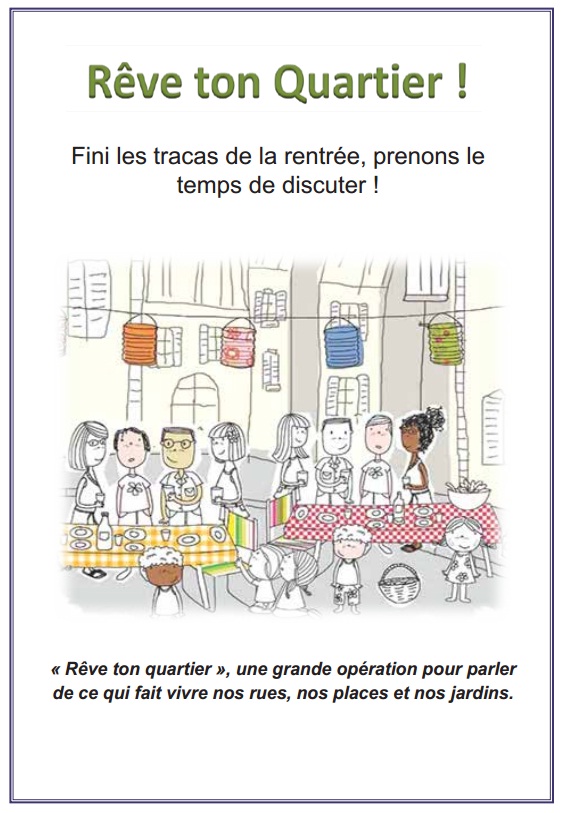 Rêve ton Quartier !
Fini les tracas de la rentrée, prenons le
temps de discuter !
« Rêve ton quartier », une grande opération pour parler
de ce qui fait vivre nos rues, nos places et nos jardins.